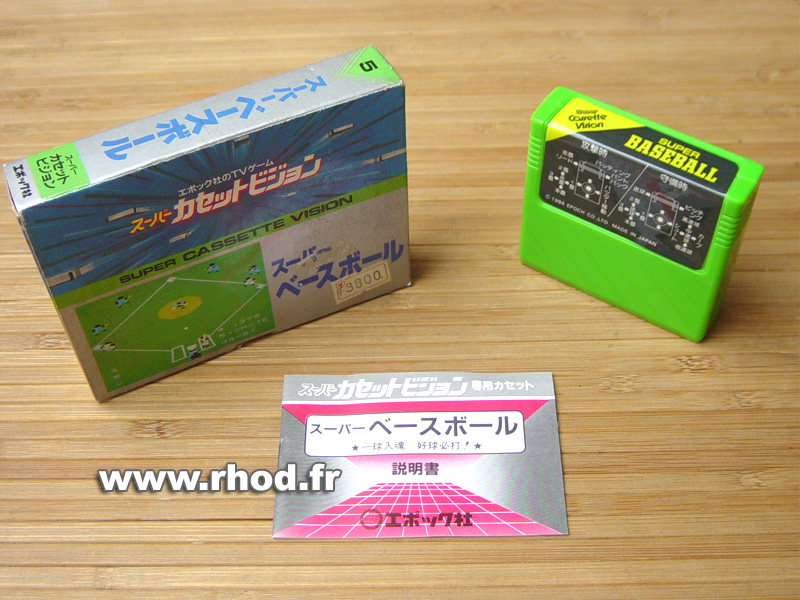 5
スーパーベースボール
スーパー
カセット
ビジョン
エポック社
エポック社のTVゲーム
スーパー カセットビジョン
SUPER CASSETTE VISION
スーパー
ベースボール
3800
Cassette
Vision
SUPER
BASEBALL
攻撃時
守備時
© 1984 EPOCH CO.,LTD. MADE IN JAPAN
スーパー カセットビジョン 専用カセット
スーパー ベースボール
★一球入魂 好球必打!★
説明書
エポック社
www.rhod.fr